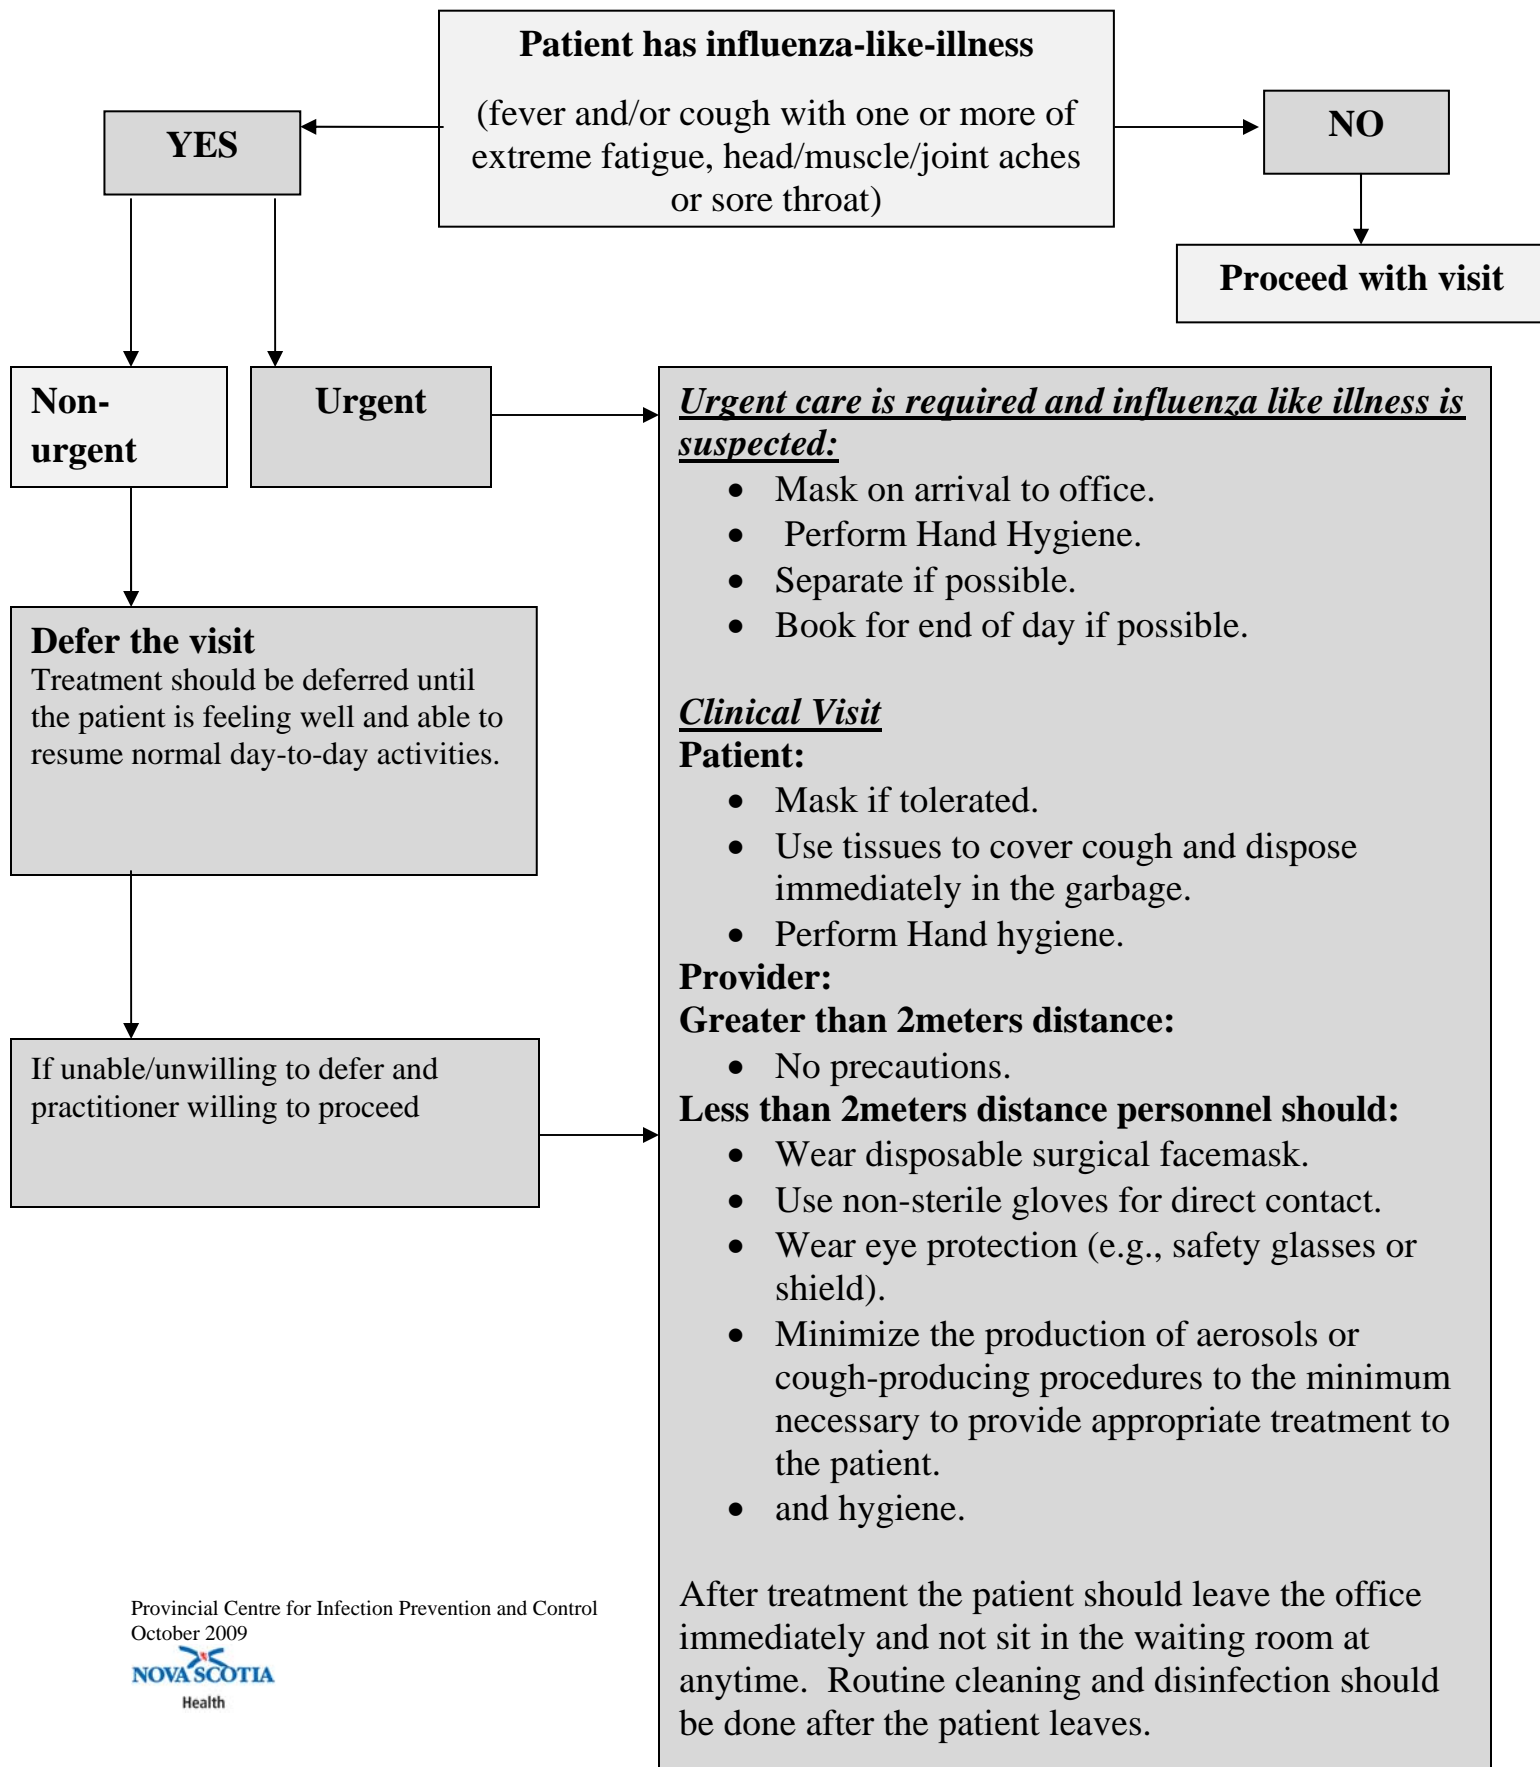 Patient has influenza-like-illness
(fever and/or cough with one or more of
extreme fatigue, head/muscle/joint aches
or sore throat)
YES
NO
Proceed with visit
Non-
urgent
Urgent
Defer the visit
Treatment should be deferred until
the patient is feeling well and able to
resume normal day-to-day activities.
If unable/unwilling to defer and
practitioner willing to proceed
Urgent care is required and influenza like illness is
suspected:
• Mask on arrival to office.
• Perform Hand Hygiene.
• Separate if possible.
• Book for end of day if possible.
Clinical Visit
Patient:
• Mask if tolerated.
• Use tissues to cover cough and dispose
immediately in the garbage.
• Perform Hand hygiene.
Provider:
Greater than 2meters distance:
• No precautions.
Less than 2meters distance personnel should:
• Wear disposable surgical facemask.
• Use non-sterile gloves for direct contact.
• Wear eye protection (e.g., safety glasses or
shield).
• Minimize the production of aerosols or
cough-producing procedures to the minimum
necessary to provide appropriate treatment to
the patient.
• and hygiene.
After treatment the patient should leave the office
immediately and not sit in the waiting room at
anytime.  Routine cleaning and disinfection should
be done after the patient leaves.
Provincial Centre for Infection Prevention and Control
October 2009
NOVA SCOTIA
Health